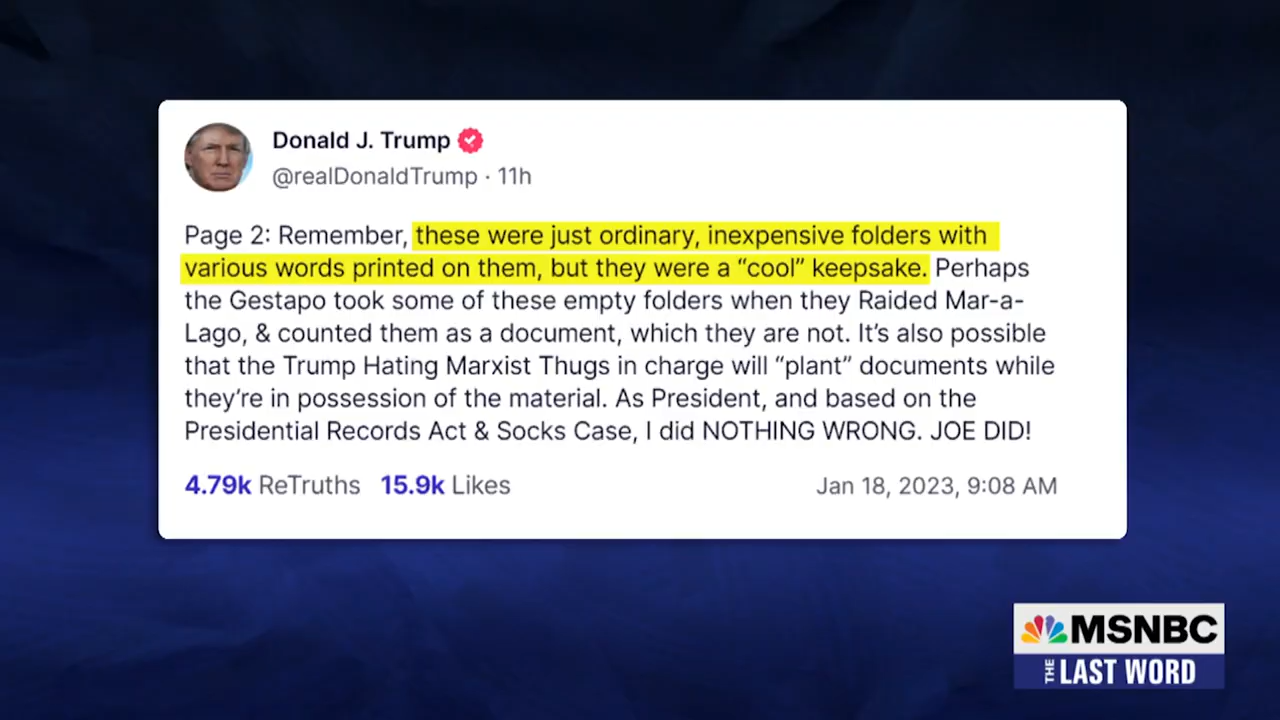 Donald J. Trump
@realDonaldTrump · 11h
Page 2: Remember, these were just ordinary, inexpensive folders with
various words printed on them, but they were a “cool” keepsake. Perhaps
the Gestapo took some of these empty folders when they Raided Mar-a-
Lago, & counted them as a document, which they are not. It’s also possible
that the Trump Hating Marxist Thugs in charge will “plant” documents while
they’re in possession of the material. As President, and based on the
Presidential Records Act & Socks Case, I did NOTHING WRONG. JOE DID!
4.79k ReTruths 15.9k Likes Jan 18, 2023, 9:08 AM
MSNBC
THE LAST WORD